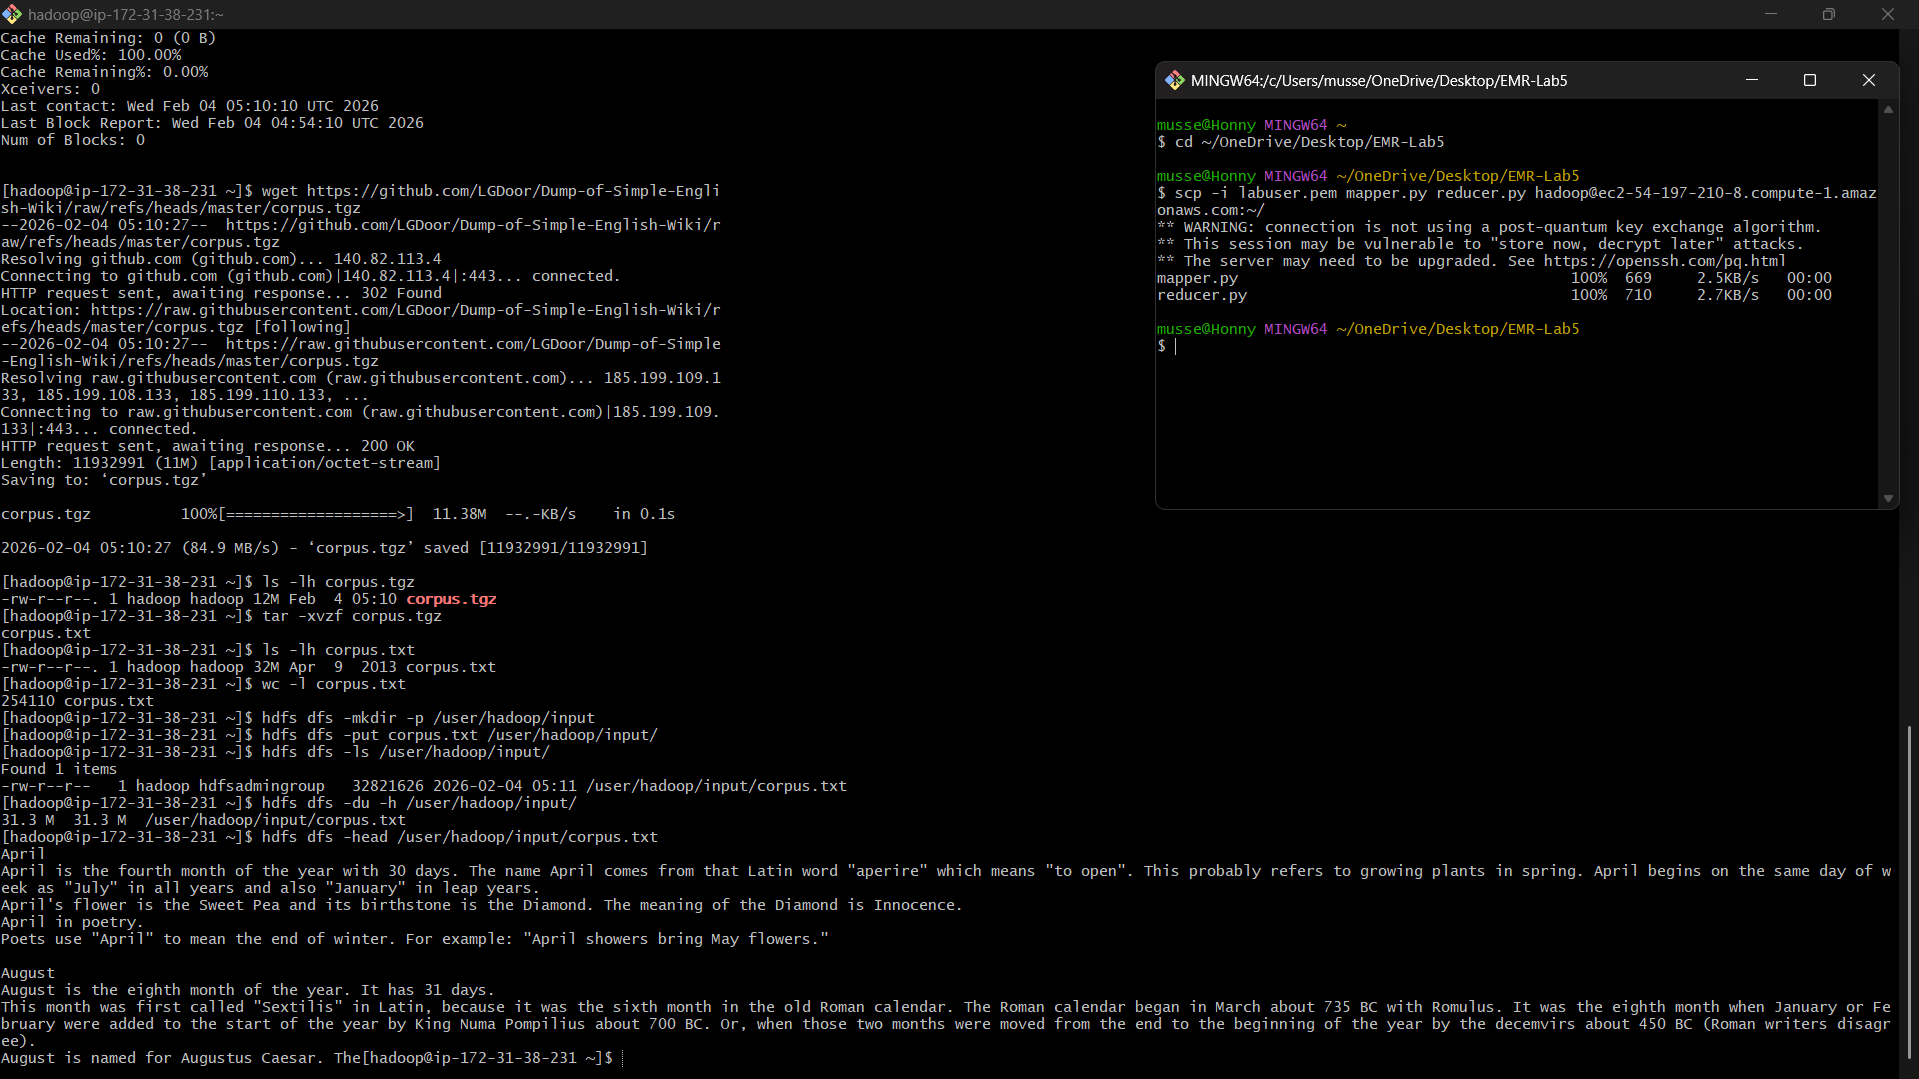 hadoop@ip-172-31-38-231:~
Cache Remaining: 0 (0 B)
Cache Used%: 100.00%
Cache Remaining%: 0.00%
Xceivers: 0
Last contact: Wed Feb 04 05:10:10 UTC 2026
Last Block Report: Wed Feb 04 04:54:10 UTC 2026
Num of Blocks: 0
[hadoop@ip-172-31-38-231 ~]$ wget https://github.com/LGDoor/Dump-of-Simple-Engli
sh-Wiki/raw/refs/heads/master/corpus.tgz
--2026-02-04 05:10:27--  https://github.com/LGDoor/Dump-of-Simple-English-Wiki/r
aw/refs/heads/master/corpus.tgz
Resolving github.com (github.com)... 140.82.113.4
Connecting to github.com (github.com)|140.82.113.4|:443... connected.
HTTP request sent, awaiting response... 302 Found
Location: https://raw.githubusercontent.com/LGDoor/Dump-of-Simple-English-Wiki/r
efs/heads/master/corpus.tgz [following]
--2026-02-04 05:10:27--  https://raw.githubusercontent.com/LGDoor/Dump-of-Simple
-English-Wiki/refs/heads/master/corpus.tgz
Resolving raw.githubusercontent.com (raw.githubusercontent.com)... 185.199.109.1
33, 185.199.108.133, 185.199.110.133, ...
Connecting to raw.githubusercontent.com (raw.githubusercontent.com)|185.199.109.
133|:443... connected.
HTTP request sent, awaiting response... 200 OK
Length: 11932991 (11M) [application/octet-stream]
Saving to: ‘corpus.tgz’
corpus.tgz          100%[===================>]  11.38M  --.-KB/s    in 0.1s
2026-02-04 05:10:27 (84.9 MB/s) - ‘corpus.tgz’ saved [11932991/11932991]
[hadoop@ip-172-31-38-231 ~]$ ls -lh corpus.tgz
-rw-r--r--. 1 hadoop hadoop 12M Feb  4 05:10 corpus.tgz
[hadoop@ip-172-31-38-231 ~]$ tar -xvzf corpus.tgz
corpus.txt
[hadoop@ip-172-31-38-231 ~]$ ls -lh corpus.txt
-rw-r--r--. 1 hadoop hadoop 32M Apr  9  2013 corpus.txt
[hadoop@ip-172-31-38-231 ~]$ wc -l corpus.txt
254110 corpus.txt
[hadoop@ip-172-31-38-231 ~]$ hdfs dfs -mkdir -p /user/hadoop/input
[hadoop@ip-172-31-38-231 ~]$ hdfs dfs -put corpus.txt /user/hadoop/input/
[hadoop@ip-172-31-38-231 ~]$ hdfs dfs -ls /user/hadoop/input/
Found 1 items
-rw-r--r--   1 hadoop hdfsadmingroup   32821626 2026-02-04 05:11 /user/hadoop/input/corpus.txt
[hadoop@ip-172-31-38-231 ~]$ hdfs dfs -du -h /user/hadoop/input/
31.3 M  31.3 M  /user/hadoop/input/corpus.txt
[hadoop@ip-172-31-38-231 ~]$ hdfs dfs -head /user/hadoop/input/corpus.txt
April
April is the fourth month of the year with 30 days. The name April comes from that Latin word "aperire" which means "to open". This probably refers to growing plants in spring. April begins on the same day of w
eek as "July" in all years and also "January" in leap years.
April's flower is the Sweet Pea and its birthstone is the Diamond. The meaning of the Diamond is Innocence.
April in poetry.
Poets use "April" to mean the end of winter. For example: "April showers bring May flowers."
August
August is the eighth month of the year. It has 31 days.
This month was first called "Sextilis" in Latin, because it was the sixth month in the old Roman calendar. The Roman calendar began in March about 735 BC with Romulus. It was the eighth month when January or Fe
bruary were added to the start of the year by King Numa Pompilius about 700 BC. Or, when those two months were moved from the end to the beginning of the year by the decemvirs about 450 BC (Roman writers disagr
ee).
August is named for Augustus Caesar. The[hadoop@ip-172-31-38-231 ~]$
MINGW64:/c/Users/musse/OneDrive/Desktop/EMR-Lab5
musse@Honny MINGW64 ~
$ cd ~/OneDrive/Desktop/EMR-Lab5
musse@Honny MINGW64 ~/OneDrive/Desktop/EMR-Lab5
$ scp -i labuser.pem mapper.py reducer.py hadoop@ec2-54-197-210-8.compute-1.amaz
onaws.com:~/
** WARNING: connection is not using a post-quantum key exchange algorithm.
** This session may be vulnerable to "store now, decrypt later" attacks.
** The server may need to be upgraded. See https://openssh.com/pq.html
mapper.py                                     100%  669     2.5KB/s   00:00
reducer.py                                    100%  710     2.7KB/s   00:00
musse@Honny MINGW64 ~/OneDrive/Desktop/EMR-Lab5
$